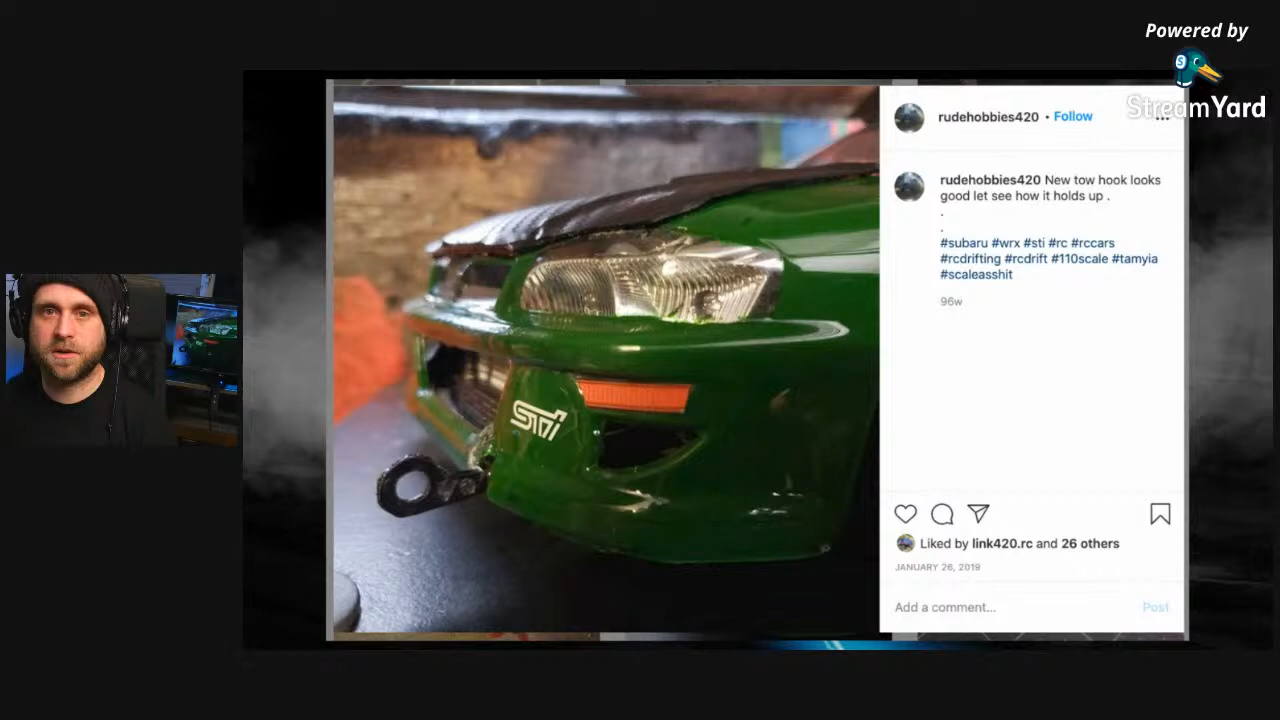 Powered by
StreamYard
rudehobbies420 • Follow
rudehobbies420 New tow hook looks
good let see how it holds up .
.
.
#subaru #wrx #sti #rc #rccars
#rcdrifting #rcdrift #110scale #tamyia
#scaleasshit
96w
STi
Liked by link420.rc and 26 others
JANUARY 26, 2019
Add a comment...
Post